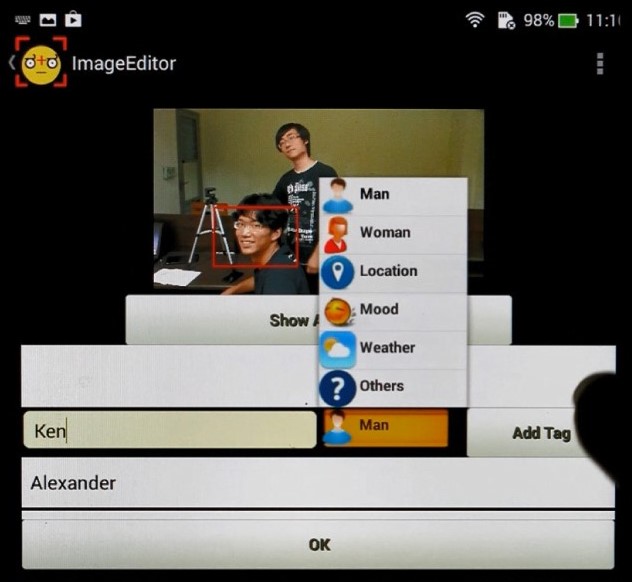 98% 11:1
ImageEditor
Man
Woman
Show A
Location
Mood
Weather
Others
Ken
Man
Add Tag
Alexander
OK